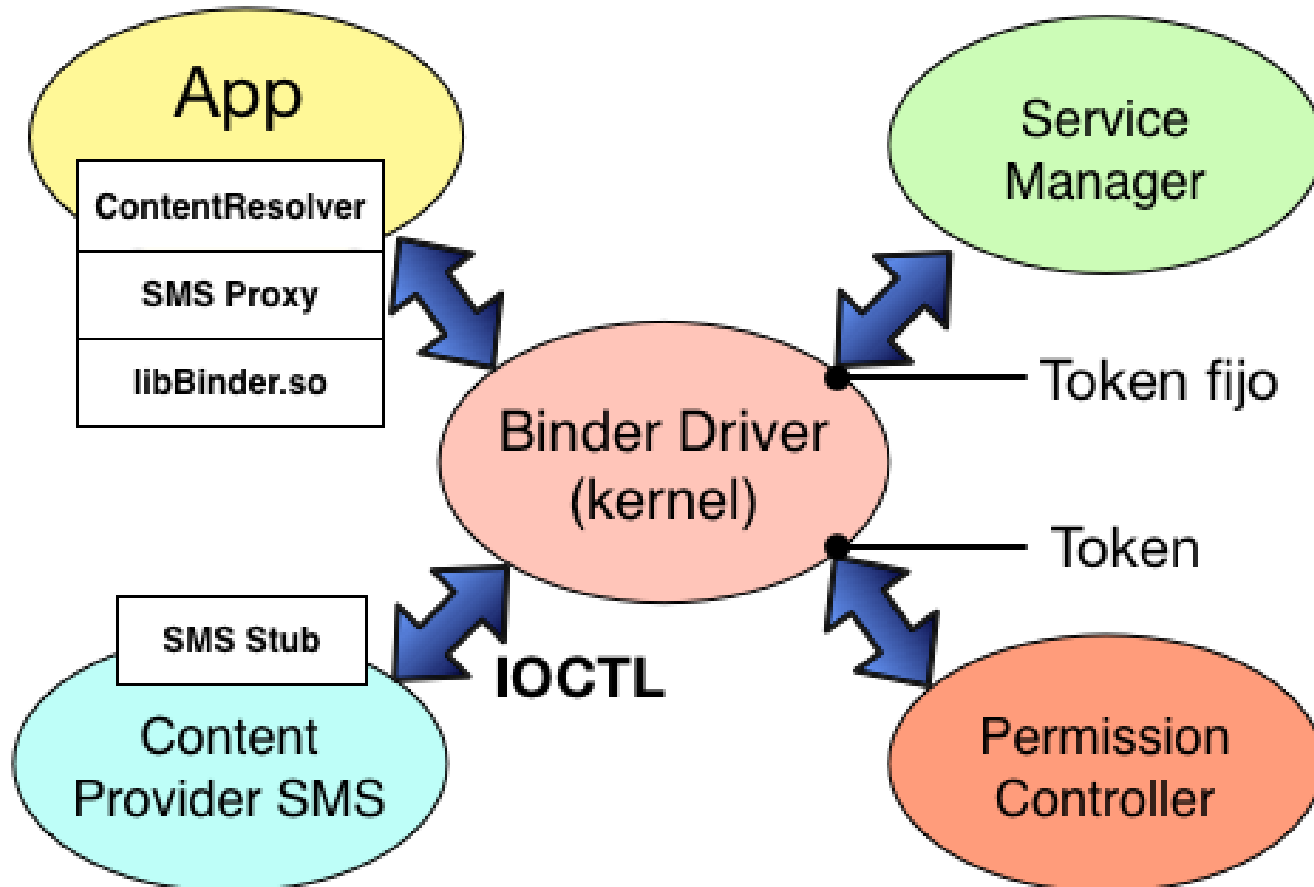 App
ContentResolver
SMS Proxy
libBinder.so
Service
Manager
Token fijo
Binder Driver
(kernel)
Token
SMS Stub
IOCTL
Content
Provider SMS
Permission
Controller